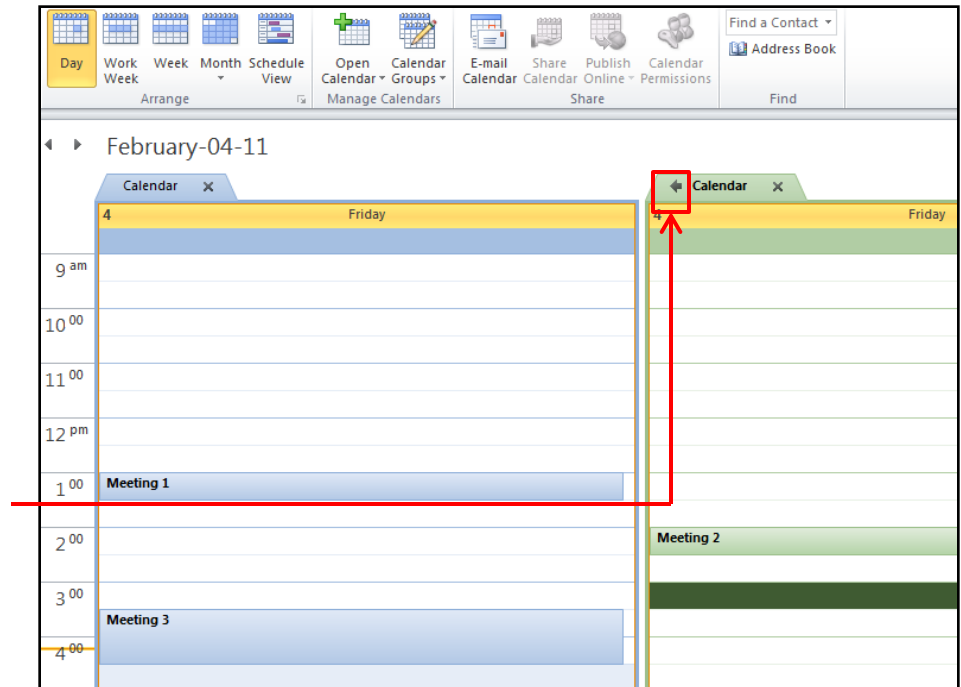 Find a Contact
Address Book
Day
Work Week
Week
Month
Schedule View
Open Calendar
Calendar Groups
E-mail Calendar
Share Calendar
Publish Online
Calendar Permissions
Arrange
Manage Calendars
Share
Find
February-04-11
Calendar
Calendar
4 Friday
4 Friday
9 am
10 00
11 00
12 pm
1 00
Meeting 1
2 00
Meeting 2
3 00
Meeting 3
4 00